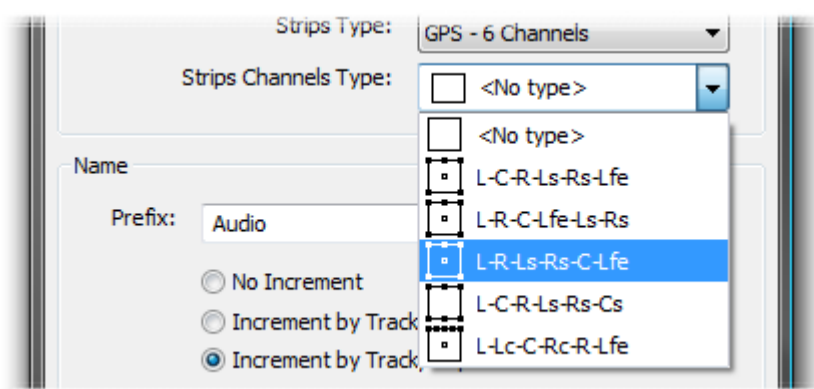 Strips Type: GPS - 6 Channels
Strips Channels Type: <No type>
<No type>
L-C-R-Ls-Rs-Lfe
Name
L-R-C-Lfe-Ls-Rs
Prefix: Audio
L-R-Ls-Rs-C-Lfe
No Increment
L-C-R-Ls-Rs-Cs
Increment by Track
L-Lc-C-Rc-R-Lfe
Increment by Track,